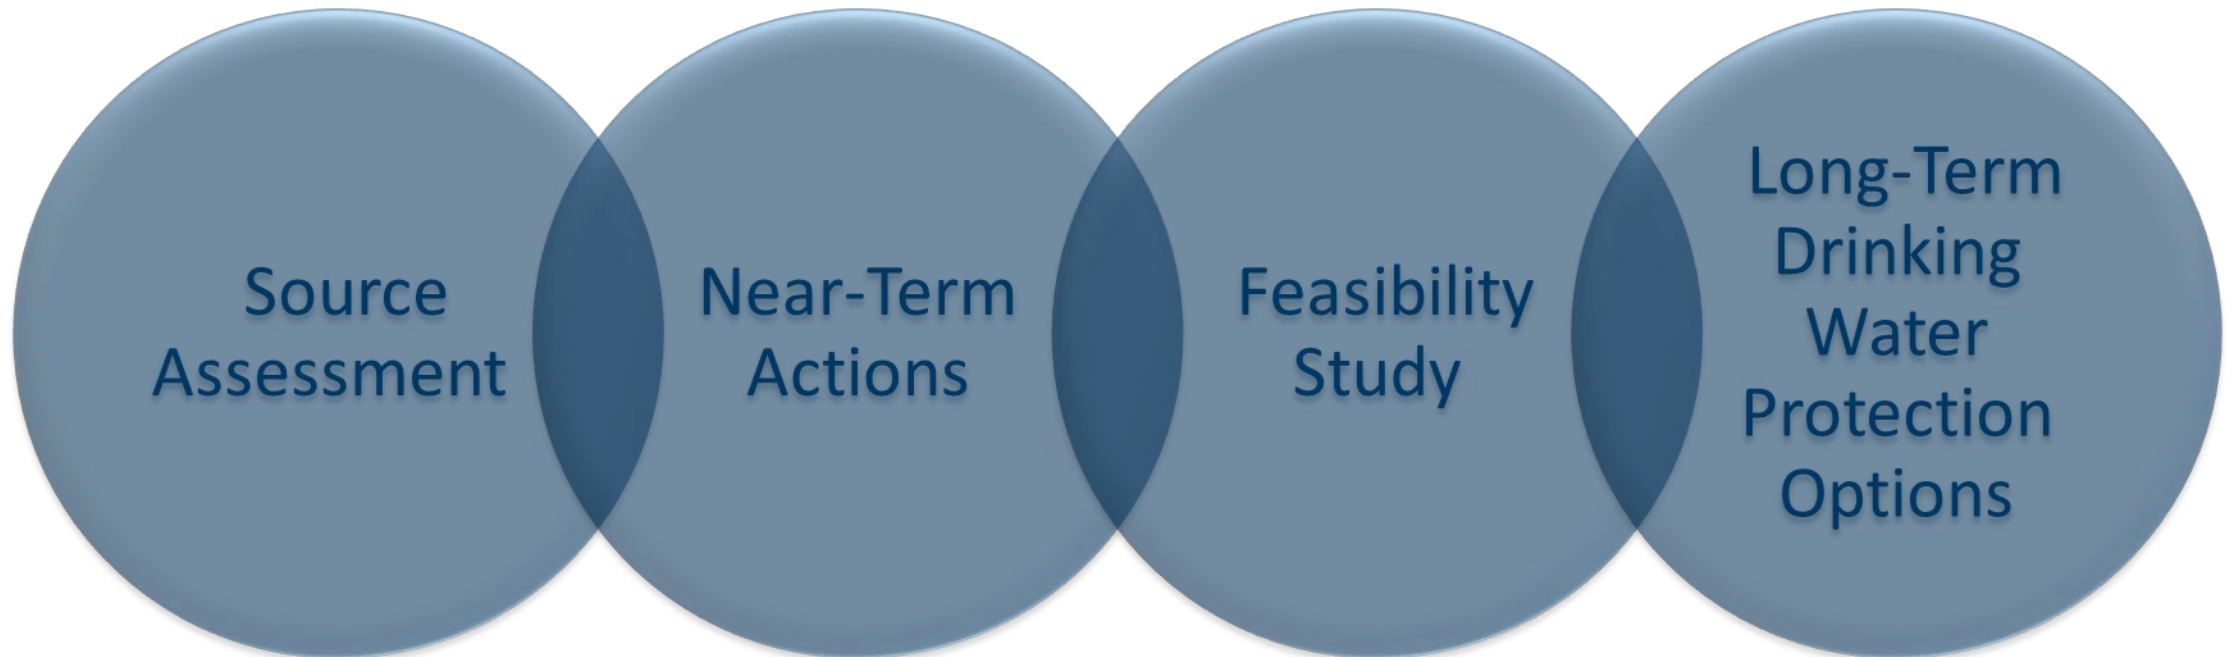 Source
Assessment
Near-Term
Actions
Feasibility
Study
Long-Term
Drinking
Water
Protection
Options